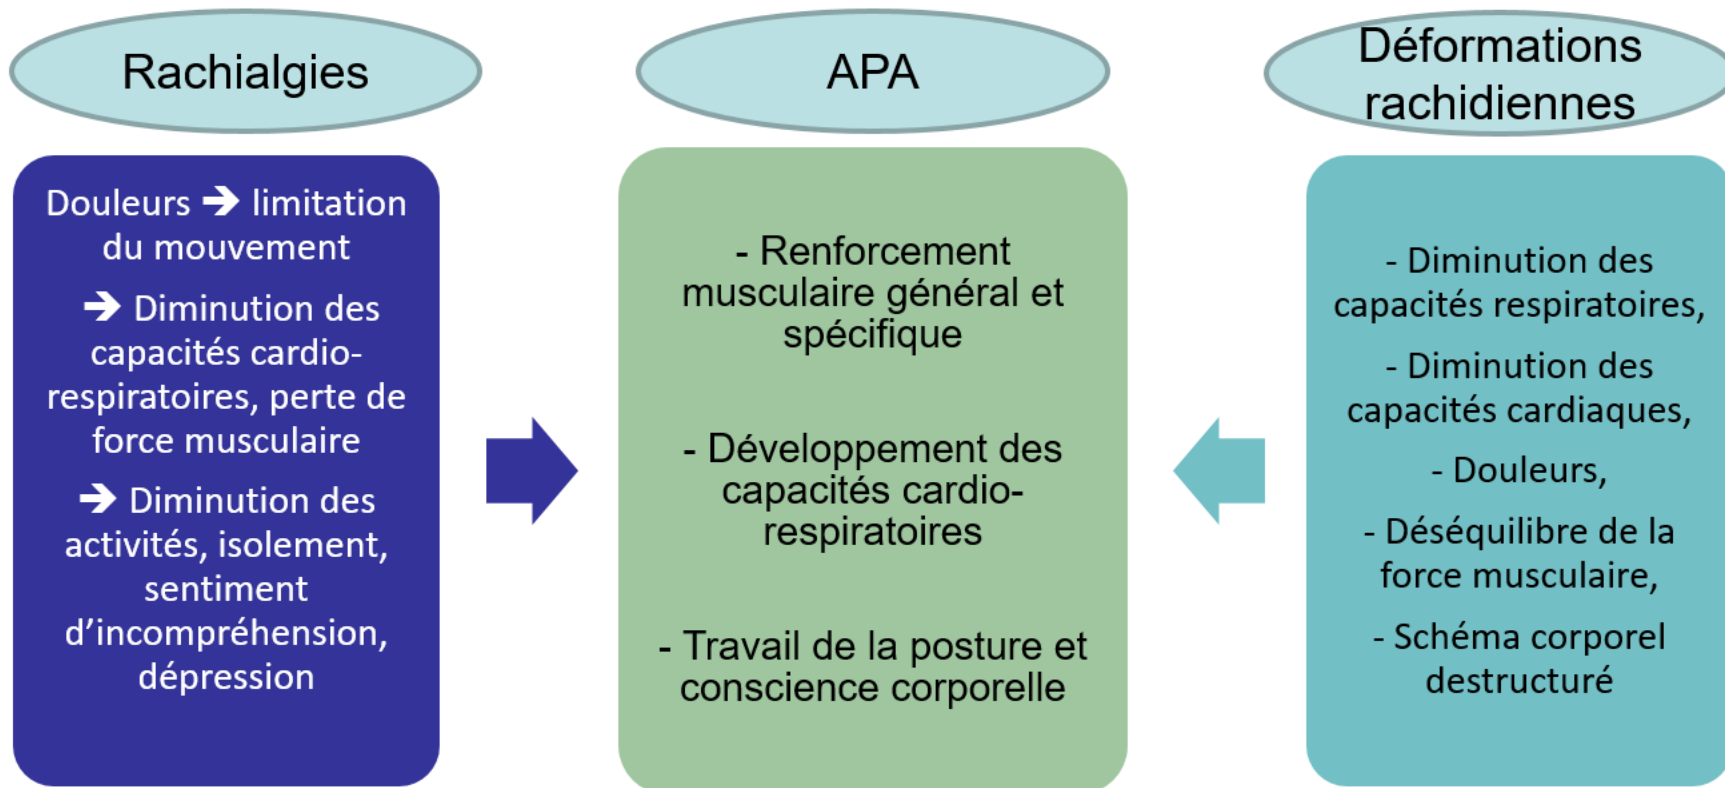 Rachialgies
Douleurs ➔ limitation
du mouvement
➔ Diminution des
capacités cardio-
respiratoires, perte de
force musculaire
➔ Diminution des
activités, isolement,
sentiment
d’incompréhension,
dépression
APA
- Renforcement
musculaire général et
spécifique
- Développement des
capacités cardio-
respiratoires
- Travail de la posture et
conscience corporelle
Déformations
rachidiennes
- Diminution des
capacités respiratoires,
- Diminution des
capacités cardiaques,
- Douleurs,
- Déséquilibre de la
force musculaire,
- Schéma corporel
destructuré